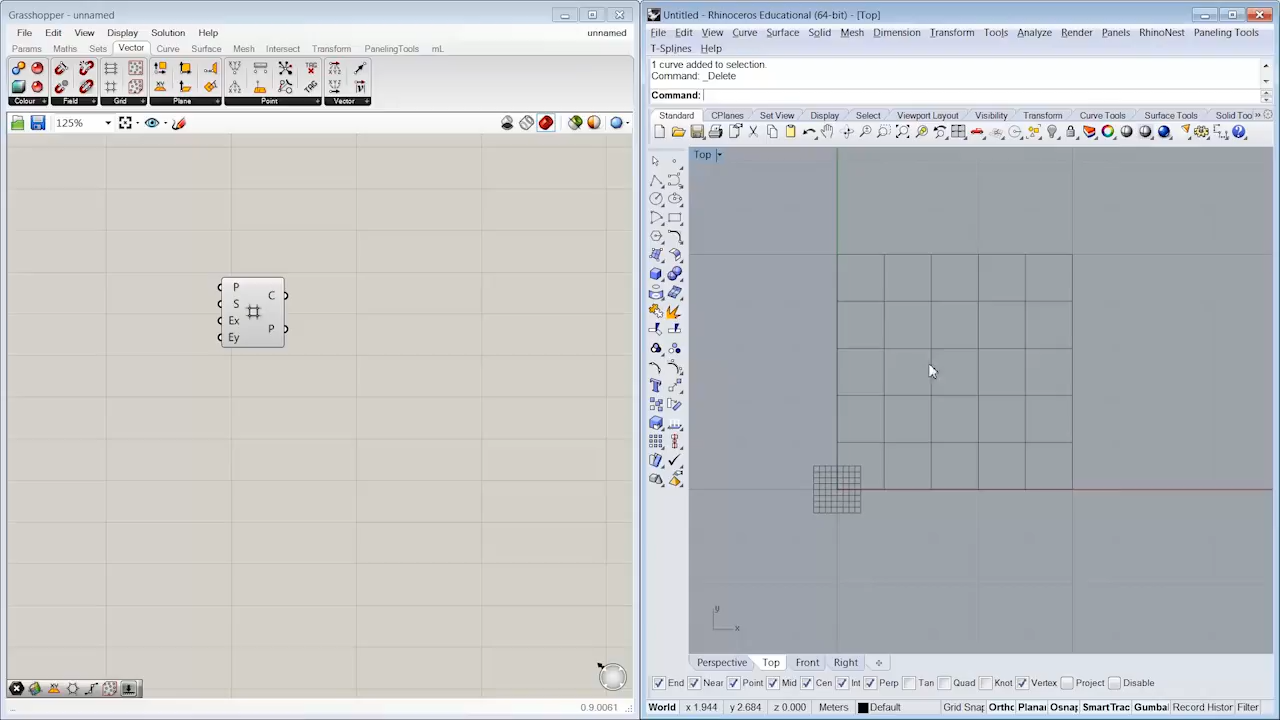 Grasshopper - unnamed
File Edit View Display Solution Help unnamed
Params Maths Sets Vector Curve Surface Mesh Intersect Transform PanelingTools mL
Colour Field Grid Plane Point Vector
125%
P
S
Ex
Ey
C
P
0.9.0061
Untitled - Rhinoceros Educational (64-bit) - [Top]
File Edit View Curve Surface Solid Mesh Dimension Transform Tools Analyze Render Panels RhinoNest Paneling Tools
T-Splines Help
1 curve added to selection.
Command: _Delete
Command:
Standard CPlanes Set View Display Select Viewport Layout Visibility Transform Curve Tools Surface Tools Solid Too
Top
y
x
Perspective Top Front Right
End Near Point Mid Cen Int Perp Tan Quad Knot Vertex Project Disable
World x 1.944 y 2.684 z 0.000 Meters Default Grid Snap Ortho Planar Osnap SmartTrac Gumba Record Histor Filter